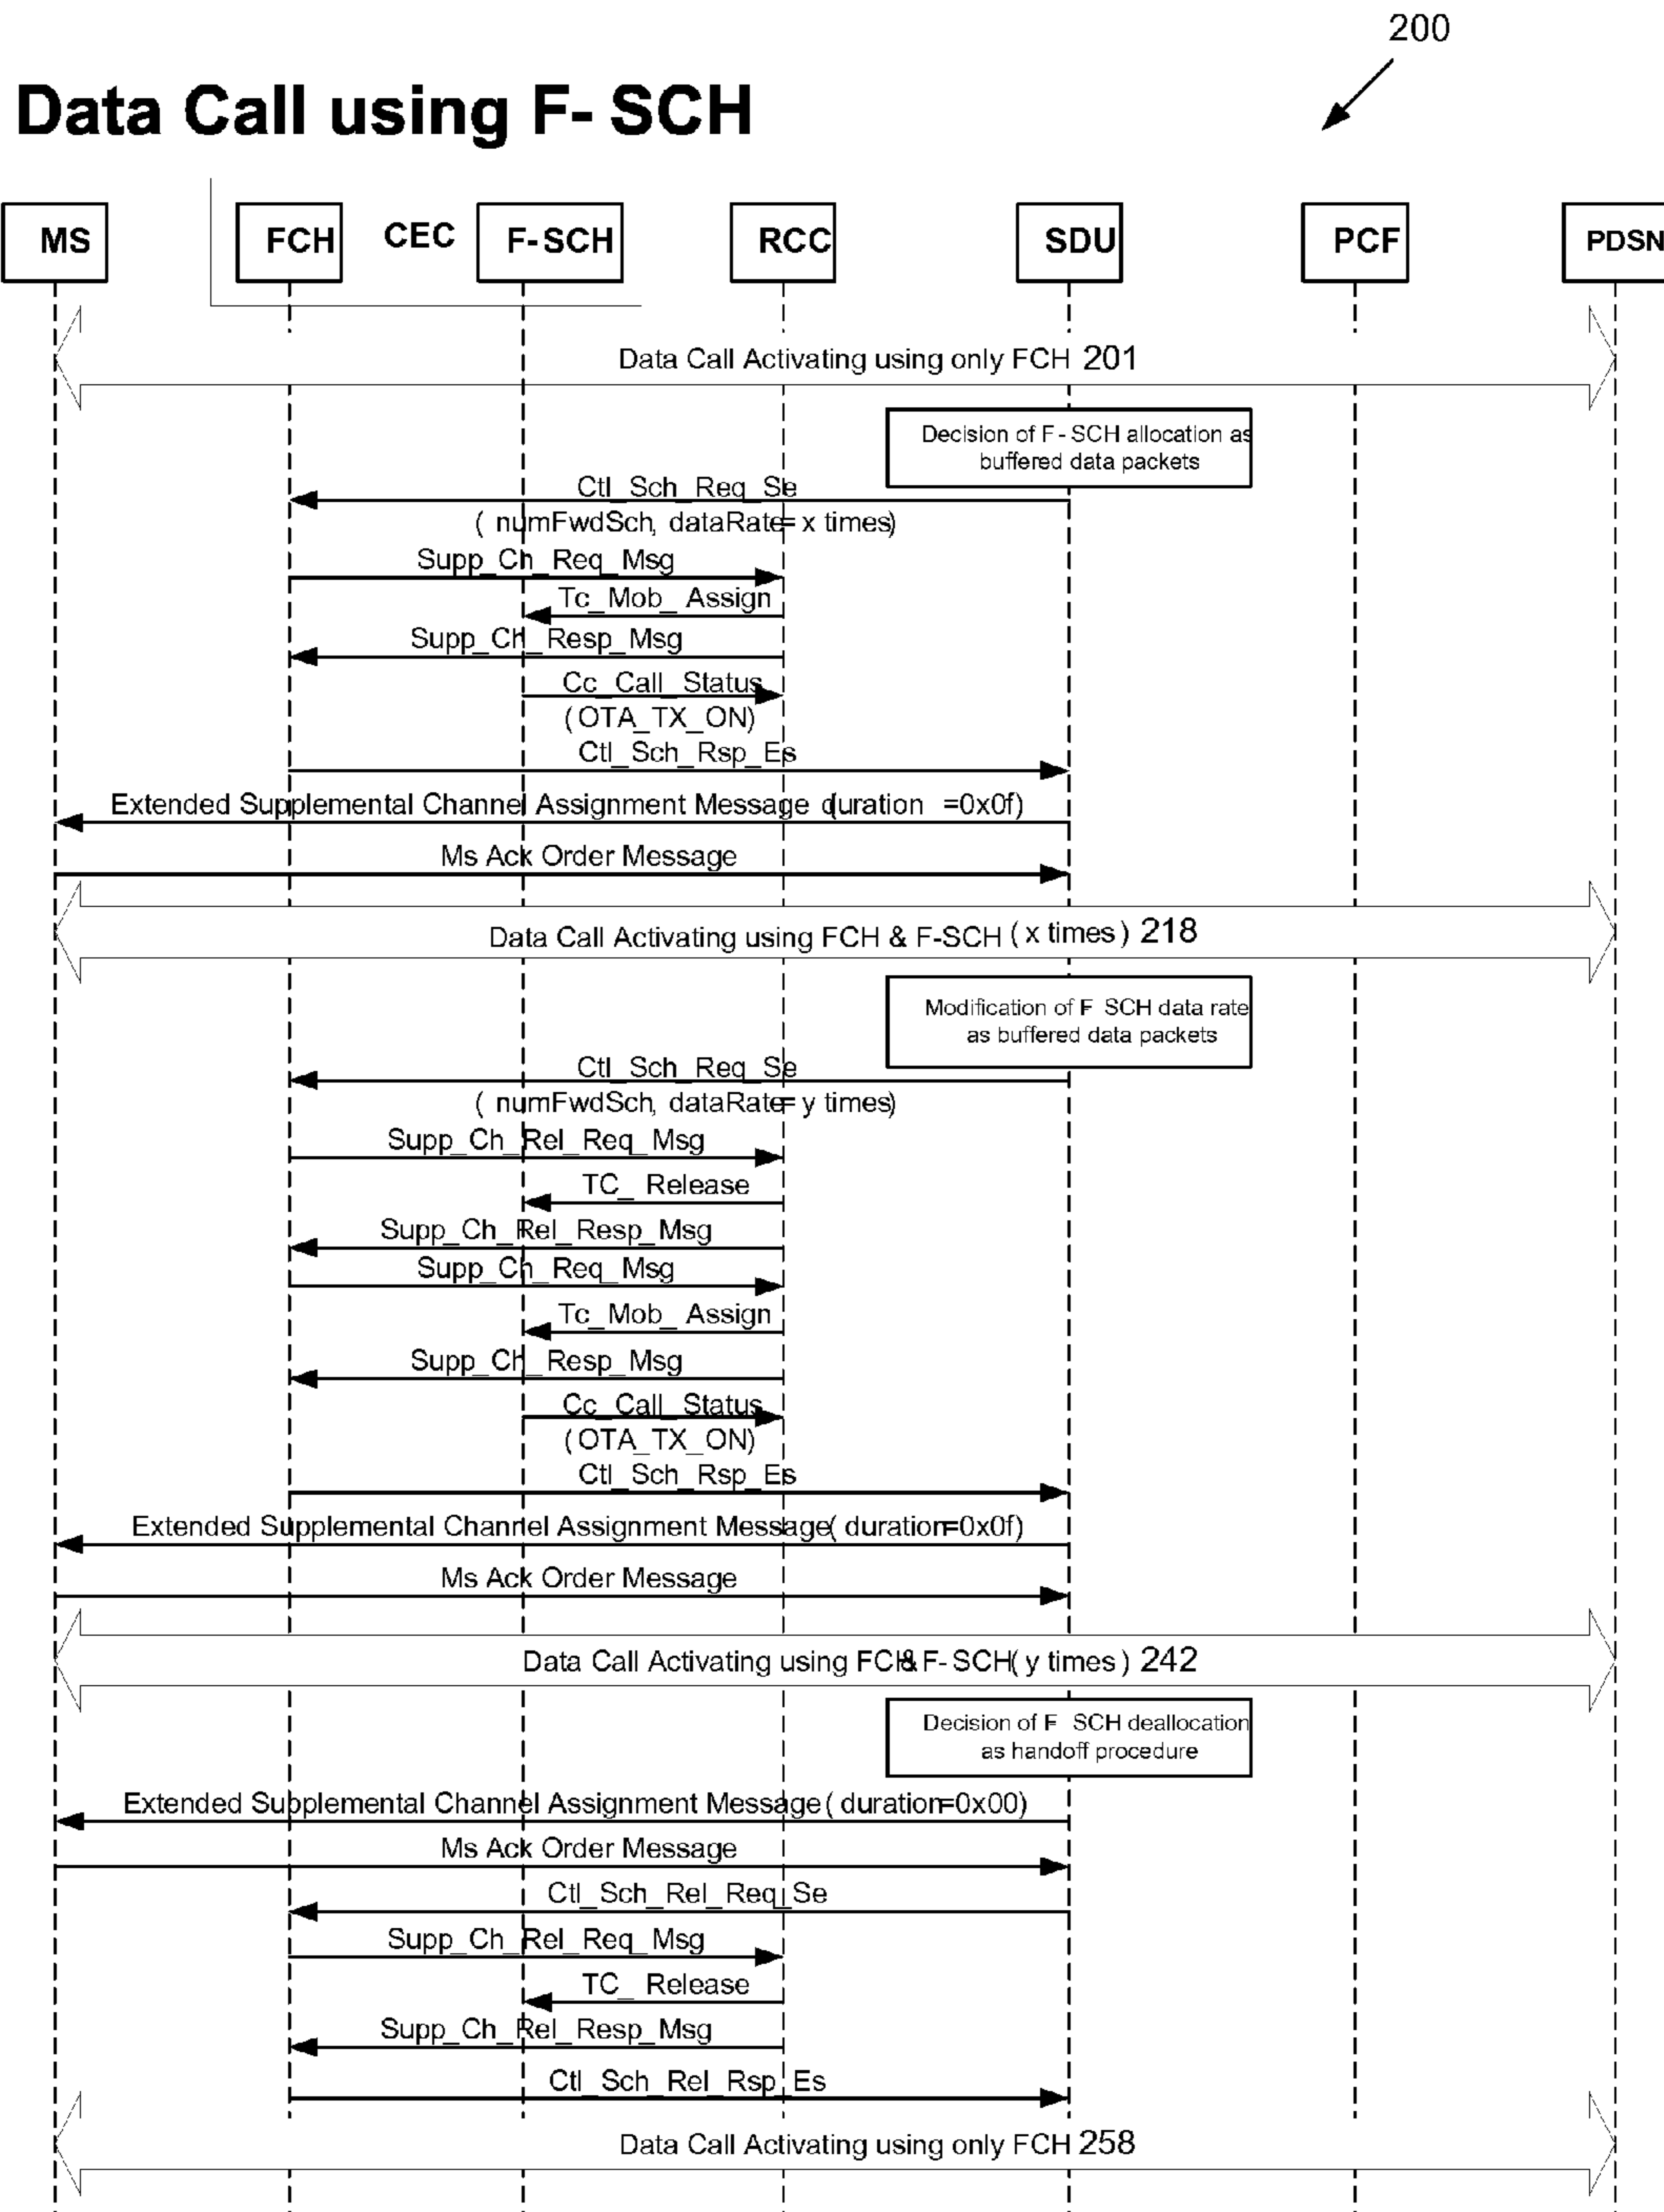 200
Data Call using F- SCH
MS FCH CEC F-SCH RCC SDU PCF PDSN
Data Call Activating using only FCH 201
Decision of F - SCH allocation as
buffered data packets
Ctl_Sch_Req_Se
( numFwdSch, dataRate= x times)
Supp_Ch_Req_Msg
Tc_Mob_ Assign
Supp_Ch_Resp_Msg
Cc_Call_Status
(OTA_TX_ON)
Ctl_Sch_Rsp_Es
Extended Supplemental Channel Assignment Message (duration =0x0f)
Ms Ack Order Message
Data Call Activating using FCH & F-SCH ( x times ) 218
Modification of F SCH data rate
as buffered data packets
Ctl_Sch_Req_Se
( numFwdSch, dataRate= y times)
Supp_Ch_Rel_Req_Msg
TC_ Release
Supp_Ch_Rel_Resp_Msg
Supp_Ch_Req_Msg
Tc_Mob_ Assign
Supp_Ch_Resp_Msg
Cc_Call_Status
(OTA_TX_ON)
Ctl_Sch_Rsp_Es
Extended Supplemental Channel Assignment Message( duration=0x0f)
Ms Ack Order Message
Data Call Activating using FCH& F- SCH( y times ) 242
Decision of F SCH deallocation
as handoff procedure
Extended Supplemental Channel Assignment Message( duration=0x00)
Ms Ack Order Message
Ctl_Sch_Rel_Req_Se
Supp_Ch_Rel_Req_Msg
TC_ Release
Supp_Ch_Rel_Resp_Msg
Ctl_Sch_Rel_Rsp_Es
Data Call Activating using only FCH 258